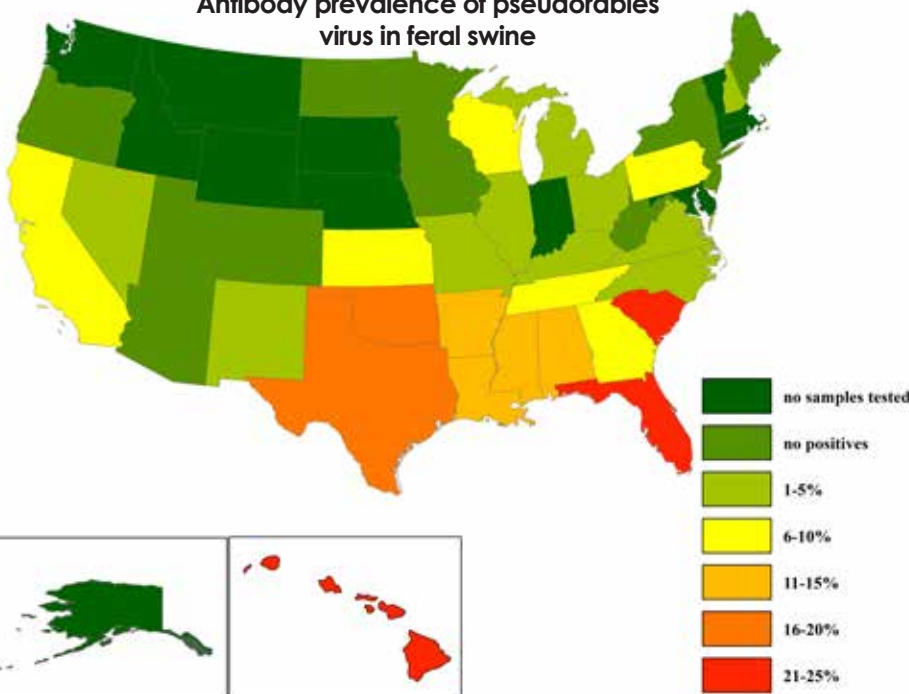 Antibody prevalence of pseudorabies
virus in feral swine
no samples tested
no positives
1-5%
6-10%
11-15%
16-20%
21-25%